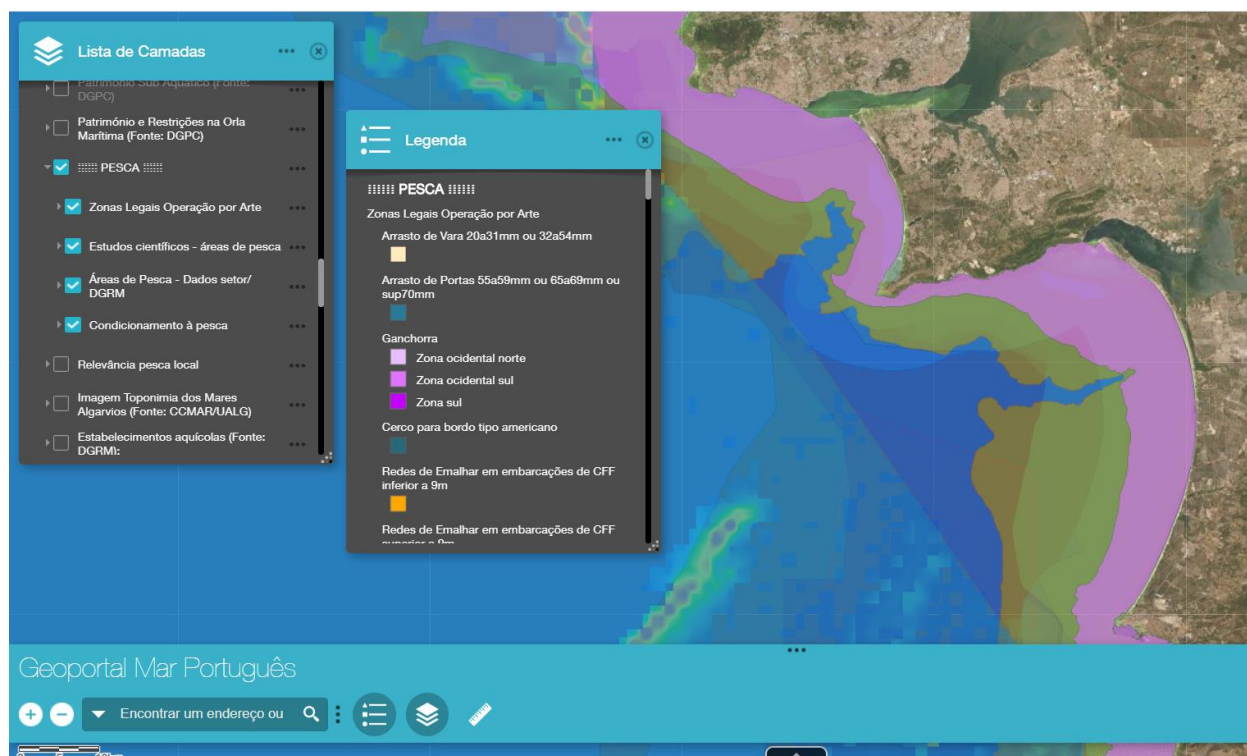 Lista de Camadas
Património Sub Aquático (Fonte:
DGPC)
Património e Restrições na Orla
Marítima (Fonte: DGPC)
:::::: PESCA ::::::
Zonas Legais Operação por Arte
Estudos científicos - áreas de pesca
Áreas de Pesca - Dados setor/
DGRM
Condicionamento à pesca
Relevância pesca local
Imagem Toponimia dos Mares
Algarvios (Fonte: CCMAR/UALG)
Estabelecimentos aquícolas (Fonte:
DGRM):
Legenda
:::::: PESCA ::::::
Zonas Legais Operação por Arte
Arrasto de Vara 20a31mm ou 32a54mm
Arrasto de Portas 55a59mm ou 65a69mm ou
sup70mm
Ganchorra
Zona ocidental norte
Zona ocidental sul
Zona sul
Cerco para bordo tipo americano
Redes de Emalhar em embarcações de CFF
inferior a 9m
Redes de Emalhar em embarcações de CFF
superior a 9m
Geoportal Mar Português
Encontrar um endereço ou